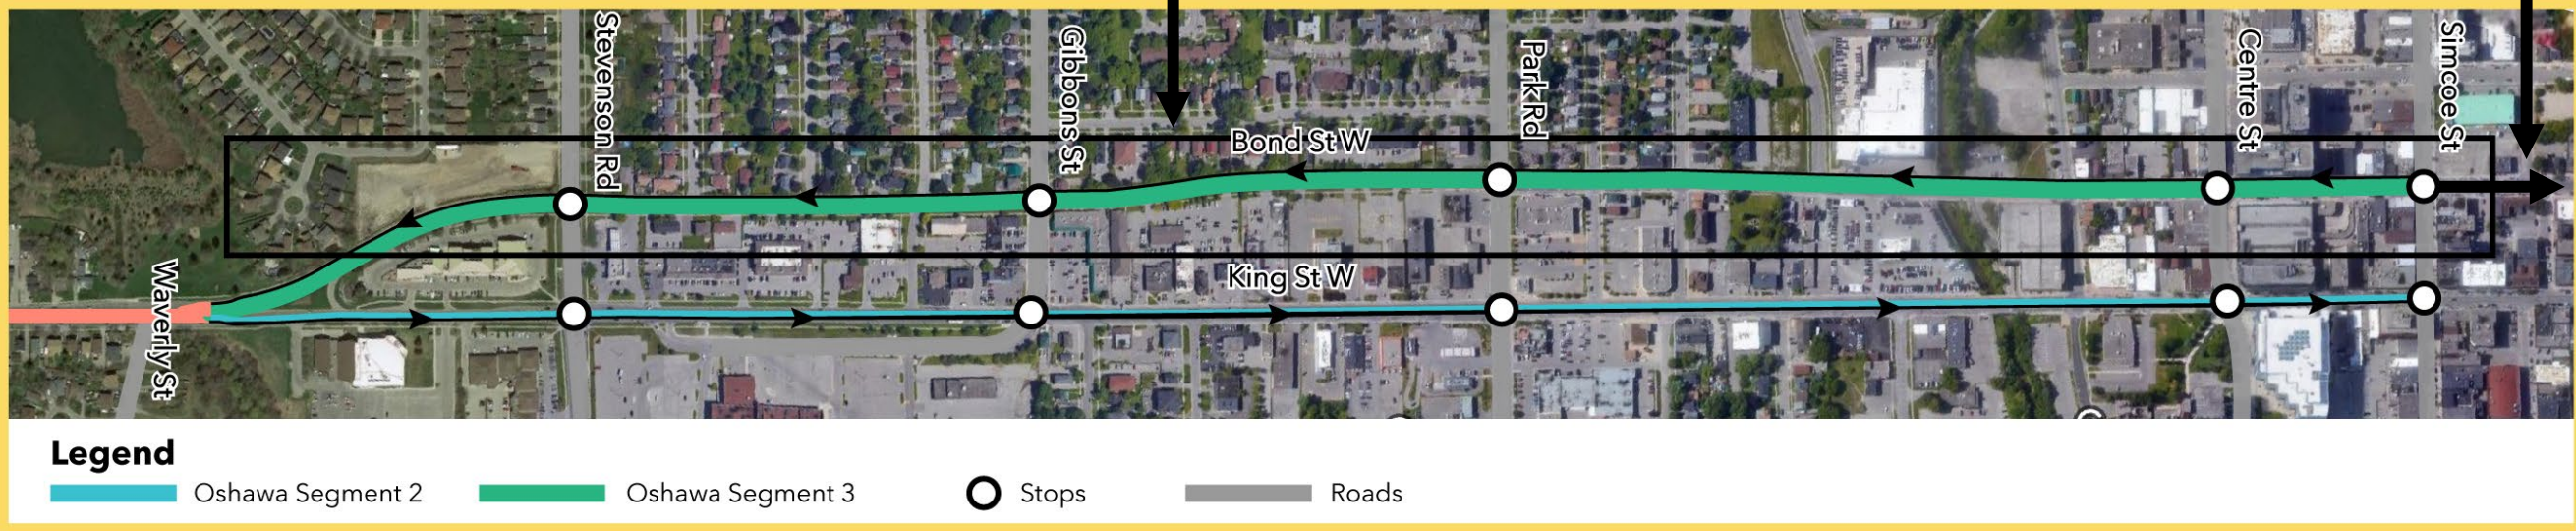 Stevenson Rd
Gibbons St
Park Rd
Centre St
Simcoe St
Bond St W
King St W
Waverly St
Legend
Oshawa Segment 2
Oshawa Segment 3
Stops
Roads